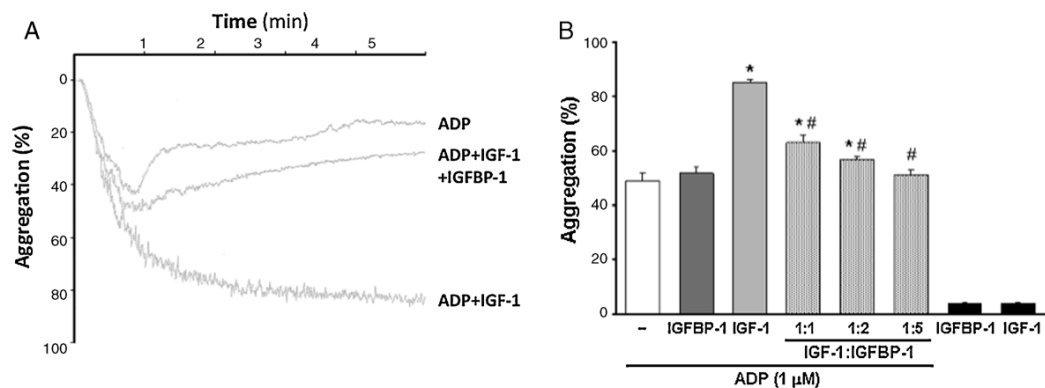 A
Time (min)
1 2 3 4 5
Aggregation (%)
0
20
40
60
80
100
ADP
ADP+IGF-1
+IGFBP-1
ADP+IGF-1
B
Aggregation (%)
100
80
60
40
20
0
*
* #
* #
#
– IGFBP-1 IGF-1 1:1 1:2 1:5 IGFBP-1 IGF-1
IGF-1:IGFBP-1
ADP (1 µM)